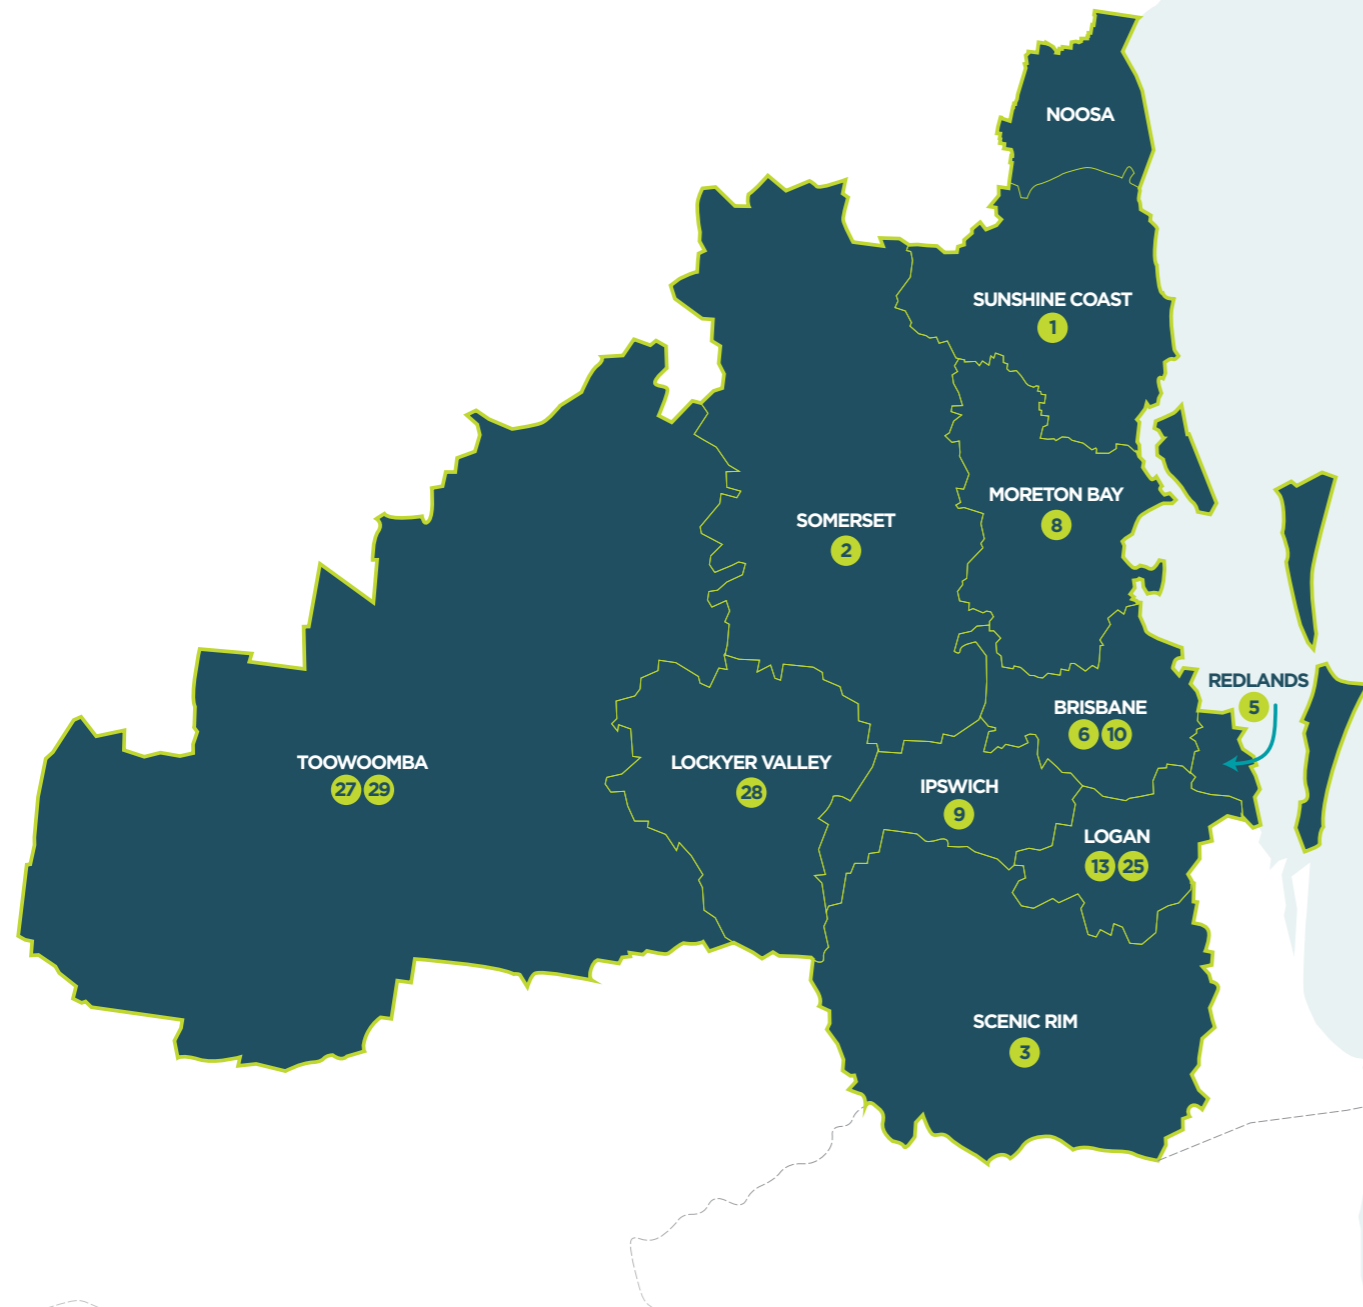 NOOSA
SUNSHINE COAST
1
MORETON BAY
8
SOMERSET
2
REDLANDS
5
BRISBANE
6 10
TOOWOOMBA
27 29
LOCKYER VALLEY
28
IPSWICH
9
LOGAN
13 25
SCENIC RIM
3